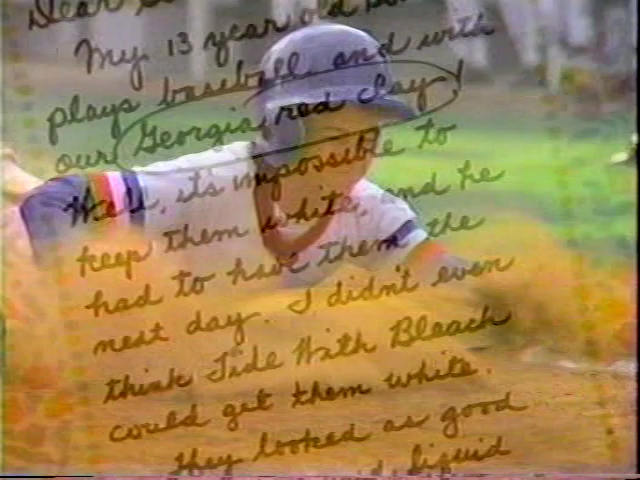 Dear
My 13 year old
plays baseball and with
our Georgia red clay!
Well, it's impossible to
keep them white, and he
had to have them the
next day. I didn't even
think Tide With Bleach
could get them white.
They looked as good
liquid